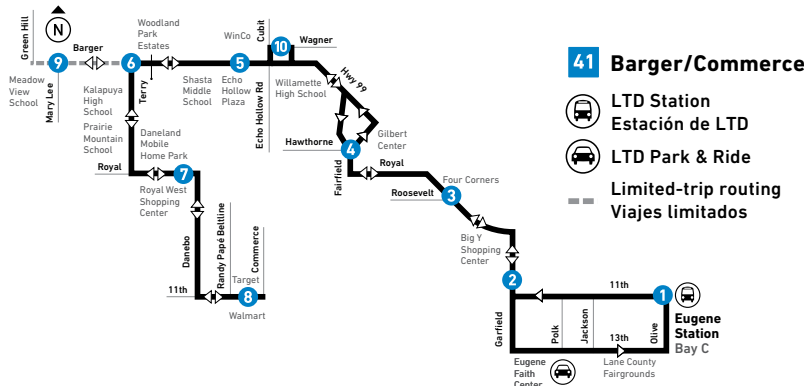 Green Hill
N
Woodland
Park
Estates
WinCo
Cubit
10
Wagner
Barger
9
6
5
Meadow
View
School
Mary Lee
Kalapuya
High
School
Terry
Shasta
Middle
School
Echo
Hollow
Plaza
Echo Hollow Rd
Willamette
High School
Hwy 99
Prairie
Mountain
School
Daneland
Mobile
Home Park
Hawthorne
4
Gilbert
Center
Royal
7
Fairfield
Royal
Royal West
Shopping
Center
Roosevelt
3
Four Corners
Danebo
Randy Papé Beltline
Commerce
Big Y
Shopping
Center
11th
Target
8
Walmart
2
11th
1
Garfield
Polk
Jackson
Olive
Eugene
Station
Bay C
13th
Eugene
Faith
Center
Lane County
Fairgrounds
41 Barger/Commerce
LTD Station
Estación de LTD
LTD Park & Ride
Limited-trip routing
Viajes limitados